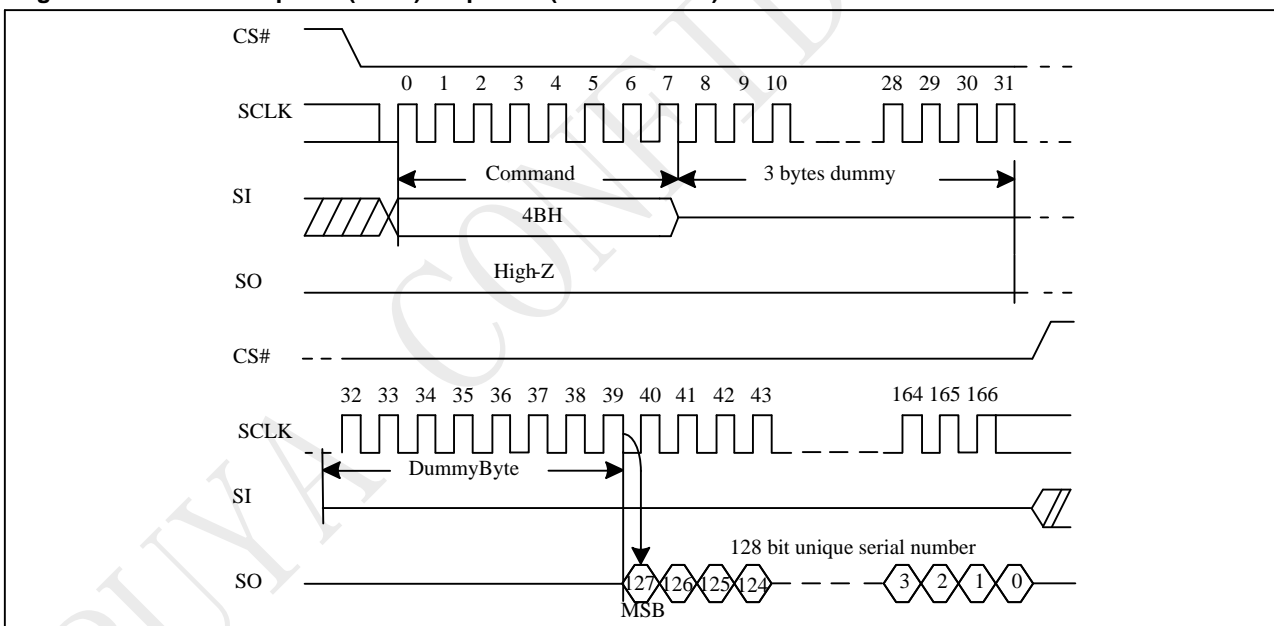 CS#
0 1 2 3 4 5 6 7 8 9 10 28 29 30 31
SCLK
Command 3 bytes dummy
SI
4BH
High-Z
SO
CS#
32 33 34 35 36 37 38 39 40 41 42 43 164 165 166
SCLK
DummyByte
SI
128 bit unique serial number
SO 127 126 125 124 3 2 1 0
MSB